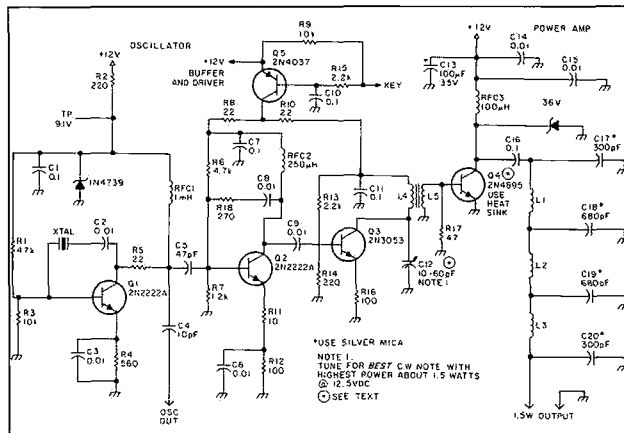 OSCILLATOR
+12V
R2
220
TP
9.1V
C1
0.1
1N4739
RFC1
1mH
XTAL
C2
0.01
R1
47k
R3
10k
R5
22
Q1
2N2222A
C3
0.01
R4
560
C4
10pF
OSC
OUT
+12V
Q5
2N4037
R9
10k
R15
2.2k
KEY
C10
0.1
BUFFER
AND DRIVER
R8
22
R10
22
C7
0.1
R6
4.7k
RFC2
250µH
C8
0.01
R18
270
C5
47pF
C9
0.01
Q2
2N2222A
R7
1.2k
R11
10
C6
0.01
R12
100
R13
2.2k
R14
220
C11
0.1
Q3
2N3053
R16
100
L4
L5
C12
10-60pF
NOTE 1
R17
47
POWER AMP
+12V
C13
100µF
35V
C14
0.01
C15
0.01
RFC3
100µH
36V
C16
0.1
C17*
300pF
Q4
2N4895
USE
HEAT
SINK
L1
C18*
680pF
L2
C19*
680pF
L3
C20*
300pF
1.5W OUTPUT
*USE SILVER MICA
NOTE 1.
TUNE FOR BEST CW NOTE WITH
HIGHEST POWER ABOUT 1.5 WATTS
@ 12.5VDC
SEE TEXT